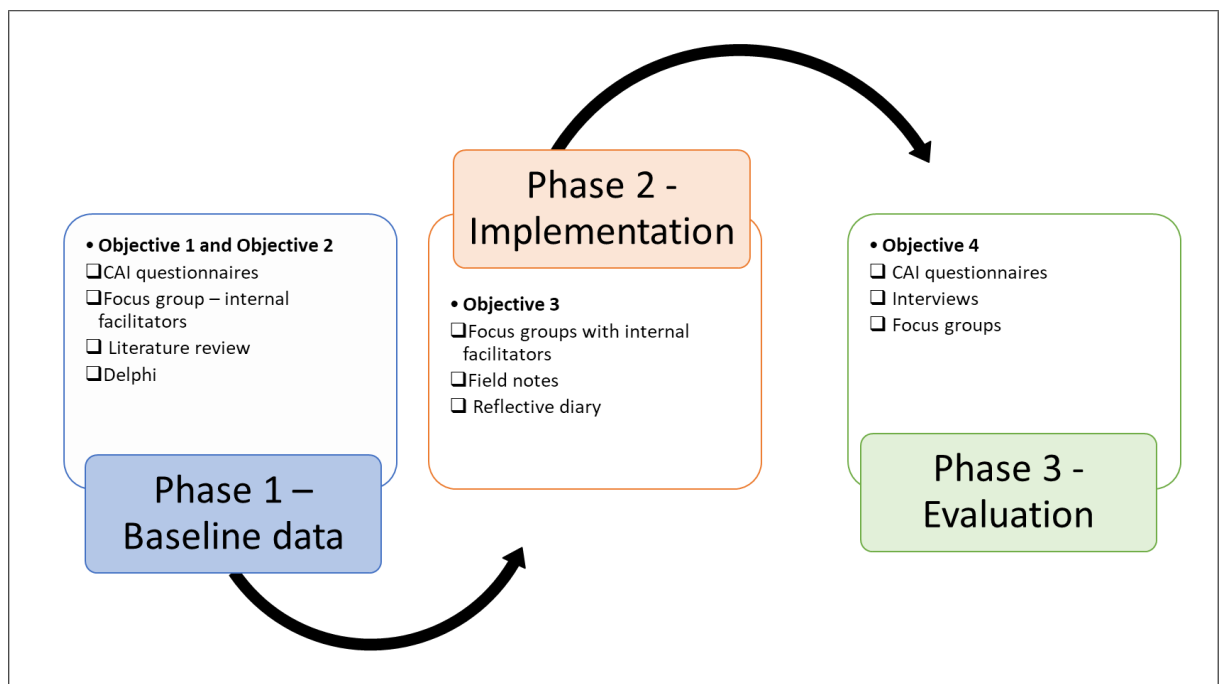 • Objective 1 and Objective 2
❑CAI questionnaires
❑Focus group – internal
facilitators
❑ Literature review
❑Delphi
Phase 1 –
Baseline data
Phase 2 -
Implementation
• Objective 3
❑Focus groups with internal
facilitators
❑Field notes
❑ Reflective diary
• Objective 4
❑ CAI questionnaires
❑ Interviews
❑ Focus groups
Phase 3 -
Evaluation